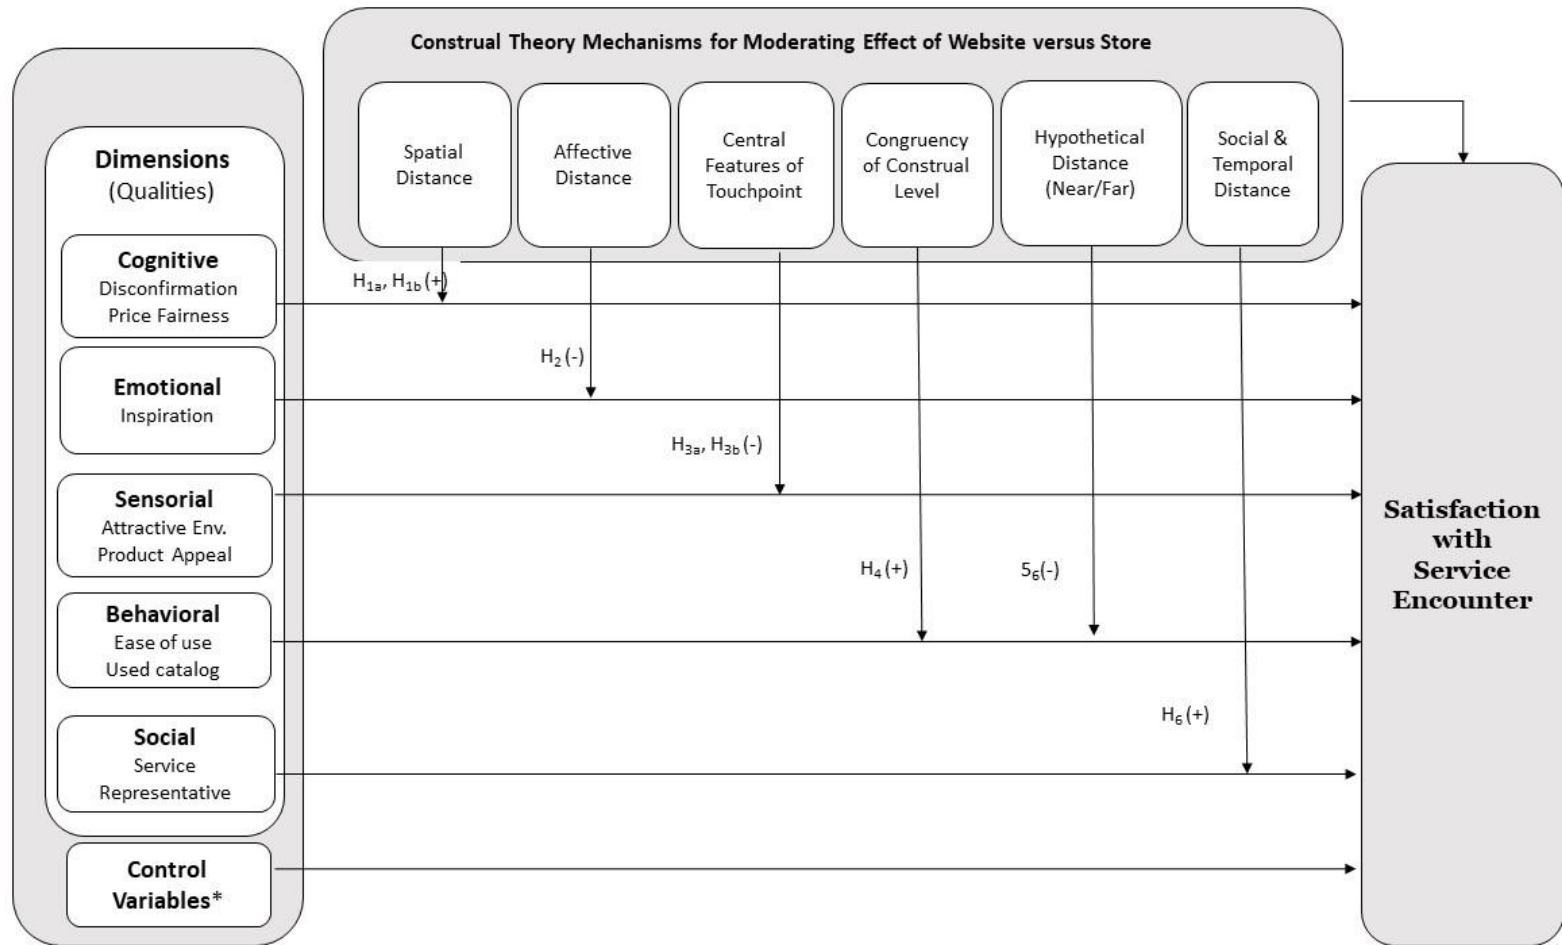 Construal Theory Mechanisms for Moderating Effect of Website versus Store
Spatial
Distance
Affective
Distance
Central
Features of
Touchpoint
Congruency
of Construal
Level
Hypothetical
Distance
(Near/Far)
Social &
Temporal
Distance
Dimensions
(Qualities)
Cognitive
Disconfirmation
Price Fairness
Emotional
Inspiration
Sensorial
Attractive Env.
Product Appeal
Behavioral
Ease of use
Used catalog
Social
Service
Representative
Control
Variables*
H1a, H1b (+)
H2 (-)
H3a, H3b (-)
H4 (+)
56(-)
H6 (+)
Satisfaction
with
Service
Encounter